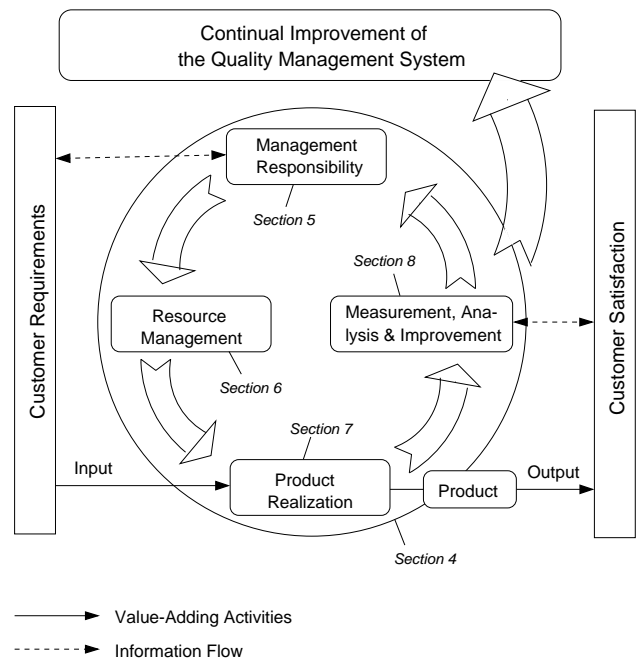 Continual Improvement of
the Quality Management System
Customer Requirements
Management
Responsibility
Section 5
Section 8
Resource
Management
Section 6
Measurement, Ana-
lysis & Improvement
Customer Satisfaction
Section 7
Input
Product
Realization
Product
Output
Section 4
Value-Adding Activities
Information Flow